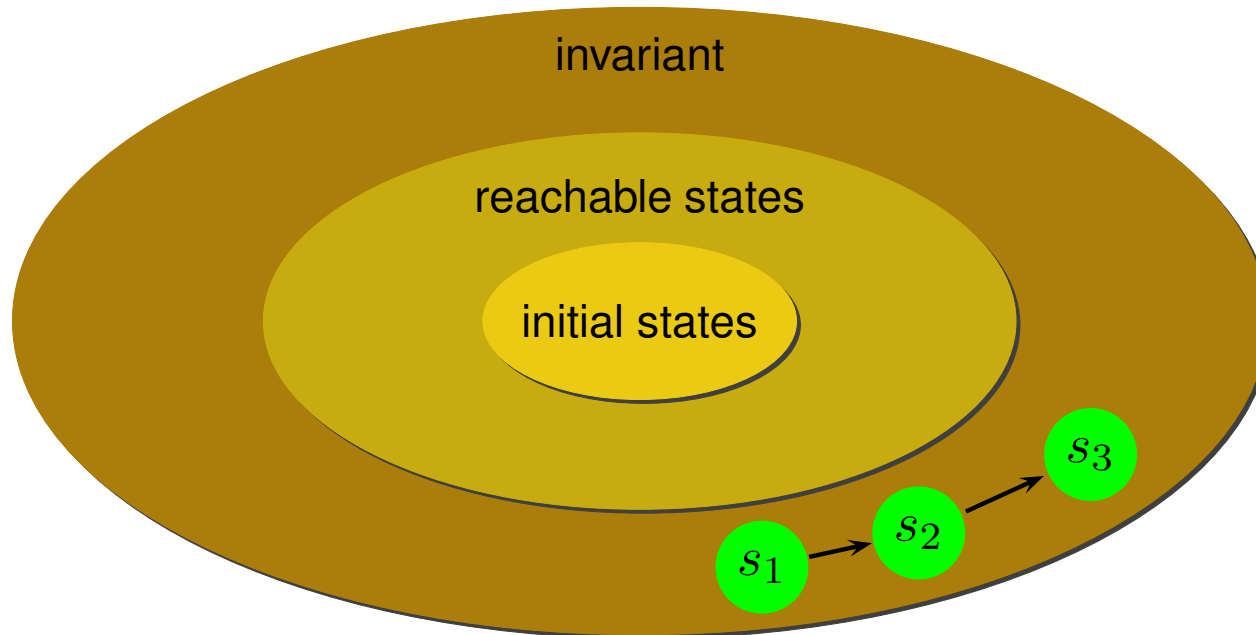 invariant
reachable states
initial states
s₃
s₂
s₁